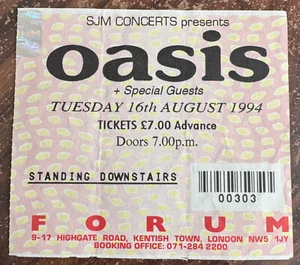 SJM CONCERTS presents
oasis
+ Special Guests
TUESDAY 16th AUGUST 1994
TICKETS £7.00 Advance
Doors 7.00p.m.
STANDING DOWNSTAIRS
00303
FORUM
9-17 HIGHGATE ROAD, KENTISH TOWN, LONDON NW5 1JY
BOOKING OFFICE: 071-284 2200